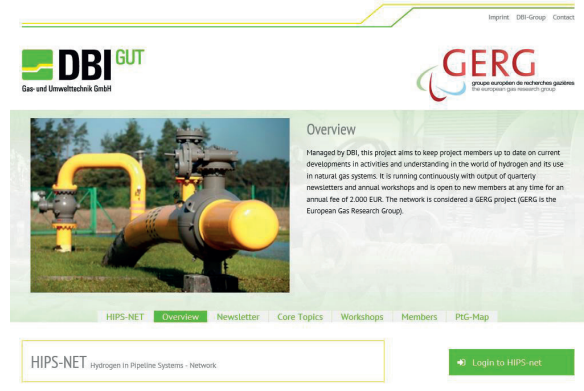 Imprint DBI-Group Contact
DBI GUT
Gas- und Umwelttechnik GmbH
GERG
groupe européen de recherches gazières
the european gas research group
Overview
Managed by DBI, this project aims to keep project members up to date on current
developments in activities and understanding in the world of hydrogen and its use
in natural gas systems. It is running continuously with output of quarterly
newsletters and annual workshops and is open to new members at any time for an
annual fee of 2.000 EUR. The network is considered a GERG project (GERG is the
European Gas Research Group).
HIPS-NET Overview Newsletter Core Topics Workshops Members PtG-Map
HIPS-NET Hydrogen in Pipeline Systems - Network
Login to HIPS-net